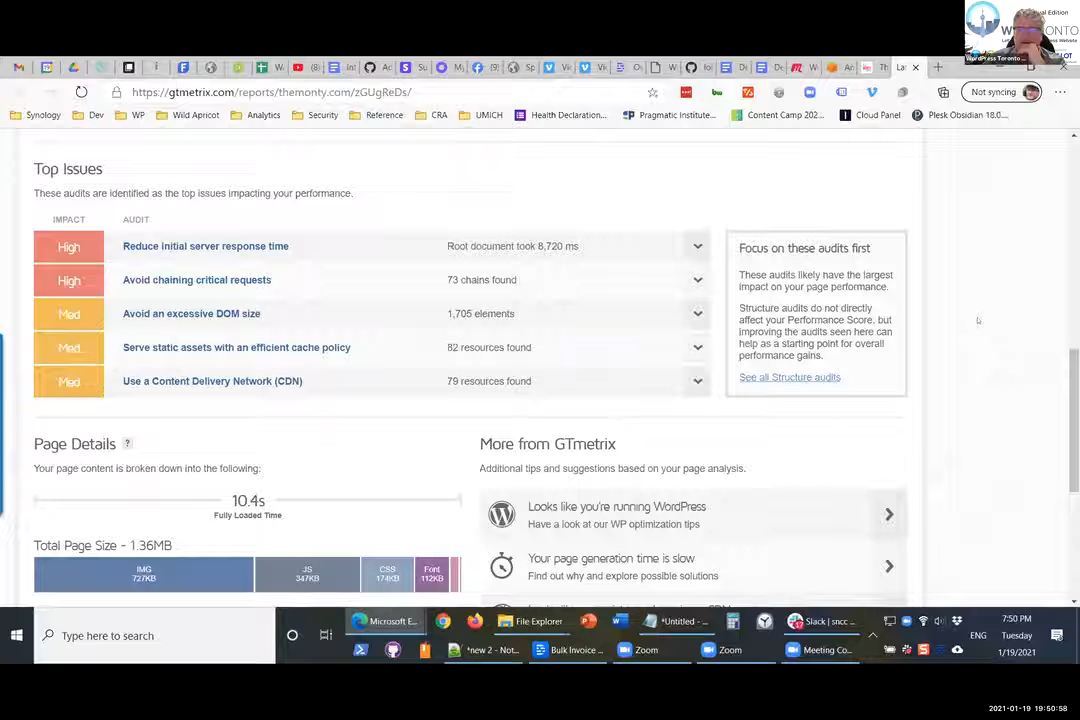 WordPress Toronto ...
Not syncing
https://gtmetrix.com/reports/themonty.com/zGUgReDs/
Synology
Dev
WP
Wild Apricot
Analytics
Security
Reference
CRA
UMICH
Health Declaration...
Pragmatic Institute...
Content Camp 202...
Cloud Panel
Plesk Obsidian 18.0....
Top Issues
These audits are identified as the top issues impacting your performance.
IMPACT
AUDIT
High
Reduce initial server response time
Root document took 8,720 ms
High
Avoid chaining critical requests
73 chains found
Med
Avoid an excessive DOM size
1,705 elements
Med
Serve static assets with an efficient cache policy
82 resources found
Med
Use a Content Delivery Network (CDN)
79 resources found
Focus on these audits first
These audits likely have the largest
impact on your page performance.
Structure audits do not directly
affect your Performance Score, but
improving the audits seen here can
help as a starting point for overall
performance gains.
See all Structure audits
Page Details ?
Your page content is broken down into the following:
10.4s
Fully Loaded Time
Total Page Size - 1.36MB
IMG
727KB
JS
347KB
CSS
174KB
Font
112KB
More from GTmetrix
Additional tips and suggestions based on your page analysis.
Looks like you're running WordPress
Have a look at our WP optimization tips
Your page generation time is slow
Find out why and explore possible solutions
Type here to search
Microsoft E...
File Explorer
*Untitled - ...
Slack | sncc ...
*new 2 - Not...
Bulk Invoice ...
Zoom
Zoom
Meeting Co...
ENG
7:50 PM
Tuesday
1/19/2021
2021-01-19 19:50:58